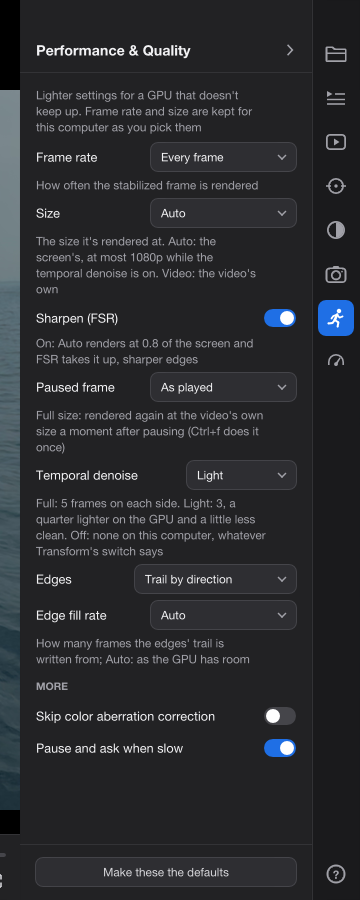 Performance & Quality
Lighter settings for a GPU that doesn't
keep up. Frame rate and size are kept for
this computer as you pick them
Frame rate
Every frame
How often the stabilized frame is rendered
Size
Auto
The size it's rendered at. Auto: the
screen's, at most 1080p while the
temporal denoise is on. Video: the video's
own
Sharpen (FSR)
On: Auto renders at 0.8 of the screen and
FSR takes it up, sharper edges
Paused frame
As played
Full size: rendered again at the video's own
size a moment after pausing (Ctrl+f does it
once)
Temporal denoise
Light
Full: 5 frames on each side. Light: 3, a
quarter lighter on the GPU and a little less
clean. Off: none on this computer, whatever
Transform's switch says
Edges
Trail by direction
Edge fill rate
Auto
How many frames the edges' trail is
written from; Auto: as the GPU has room
MORE
Skip color aberration correction
Pause and ask when slow
Make these the defaults
?